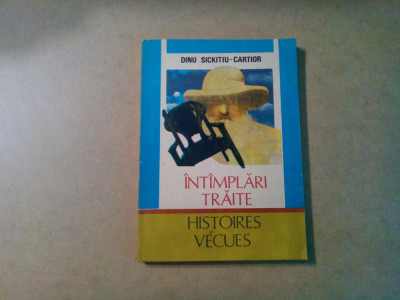 DINU SICKITIU-CARTIOR
ÎNTÎMPLĂRI
TRĂITE
HISTOIRES
VÉCUES